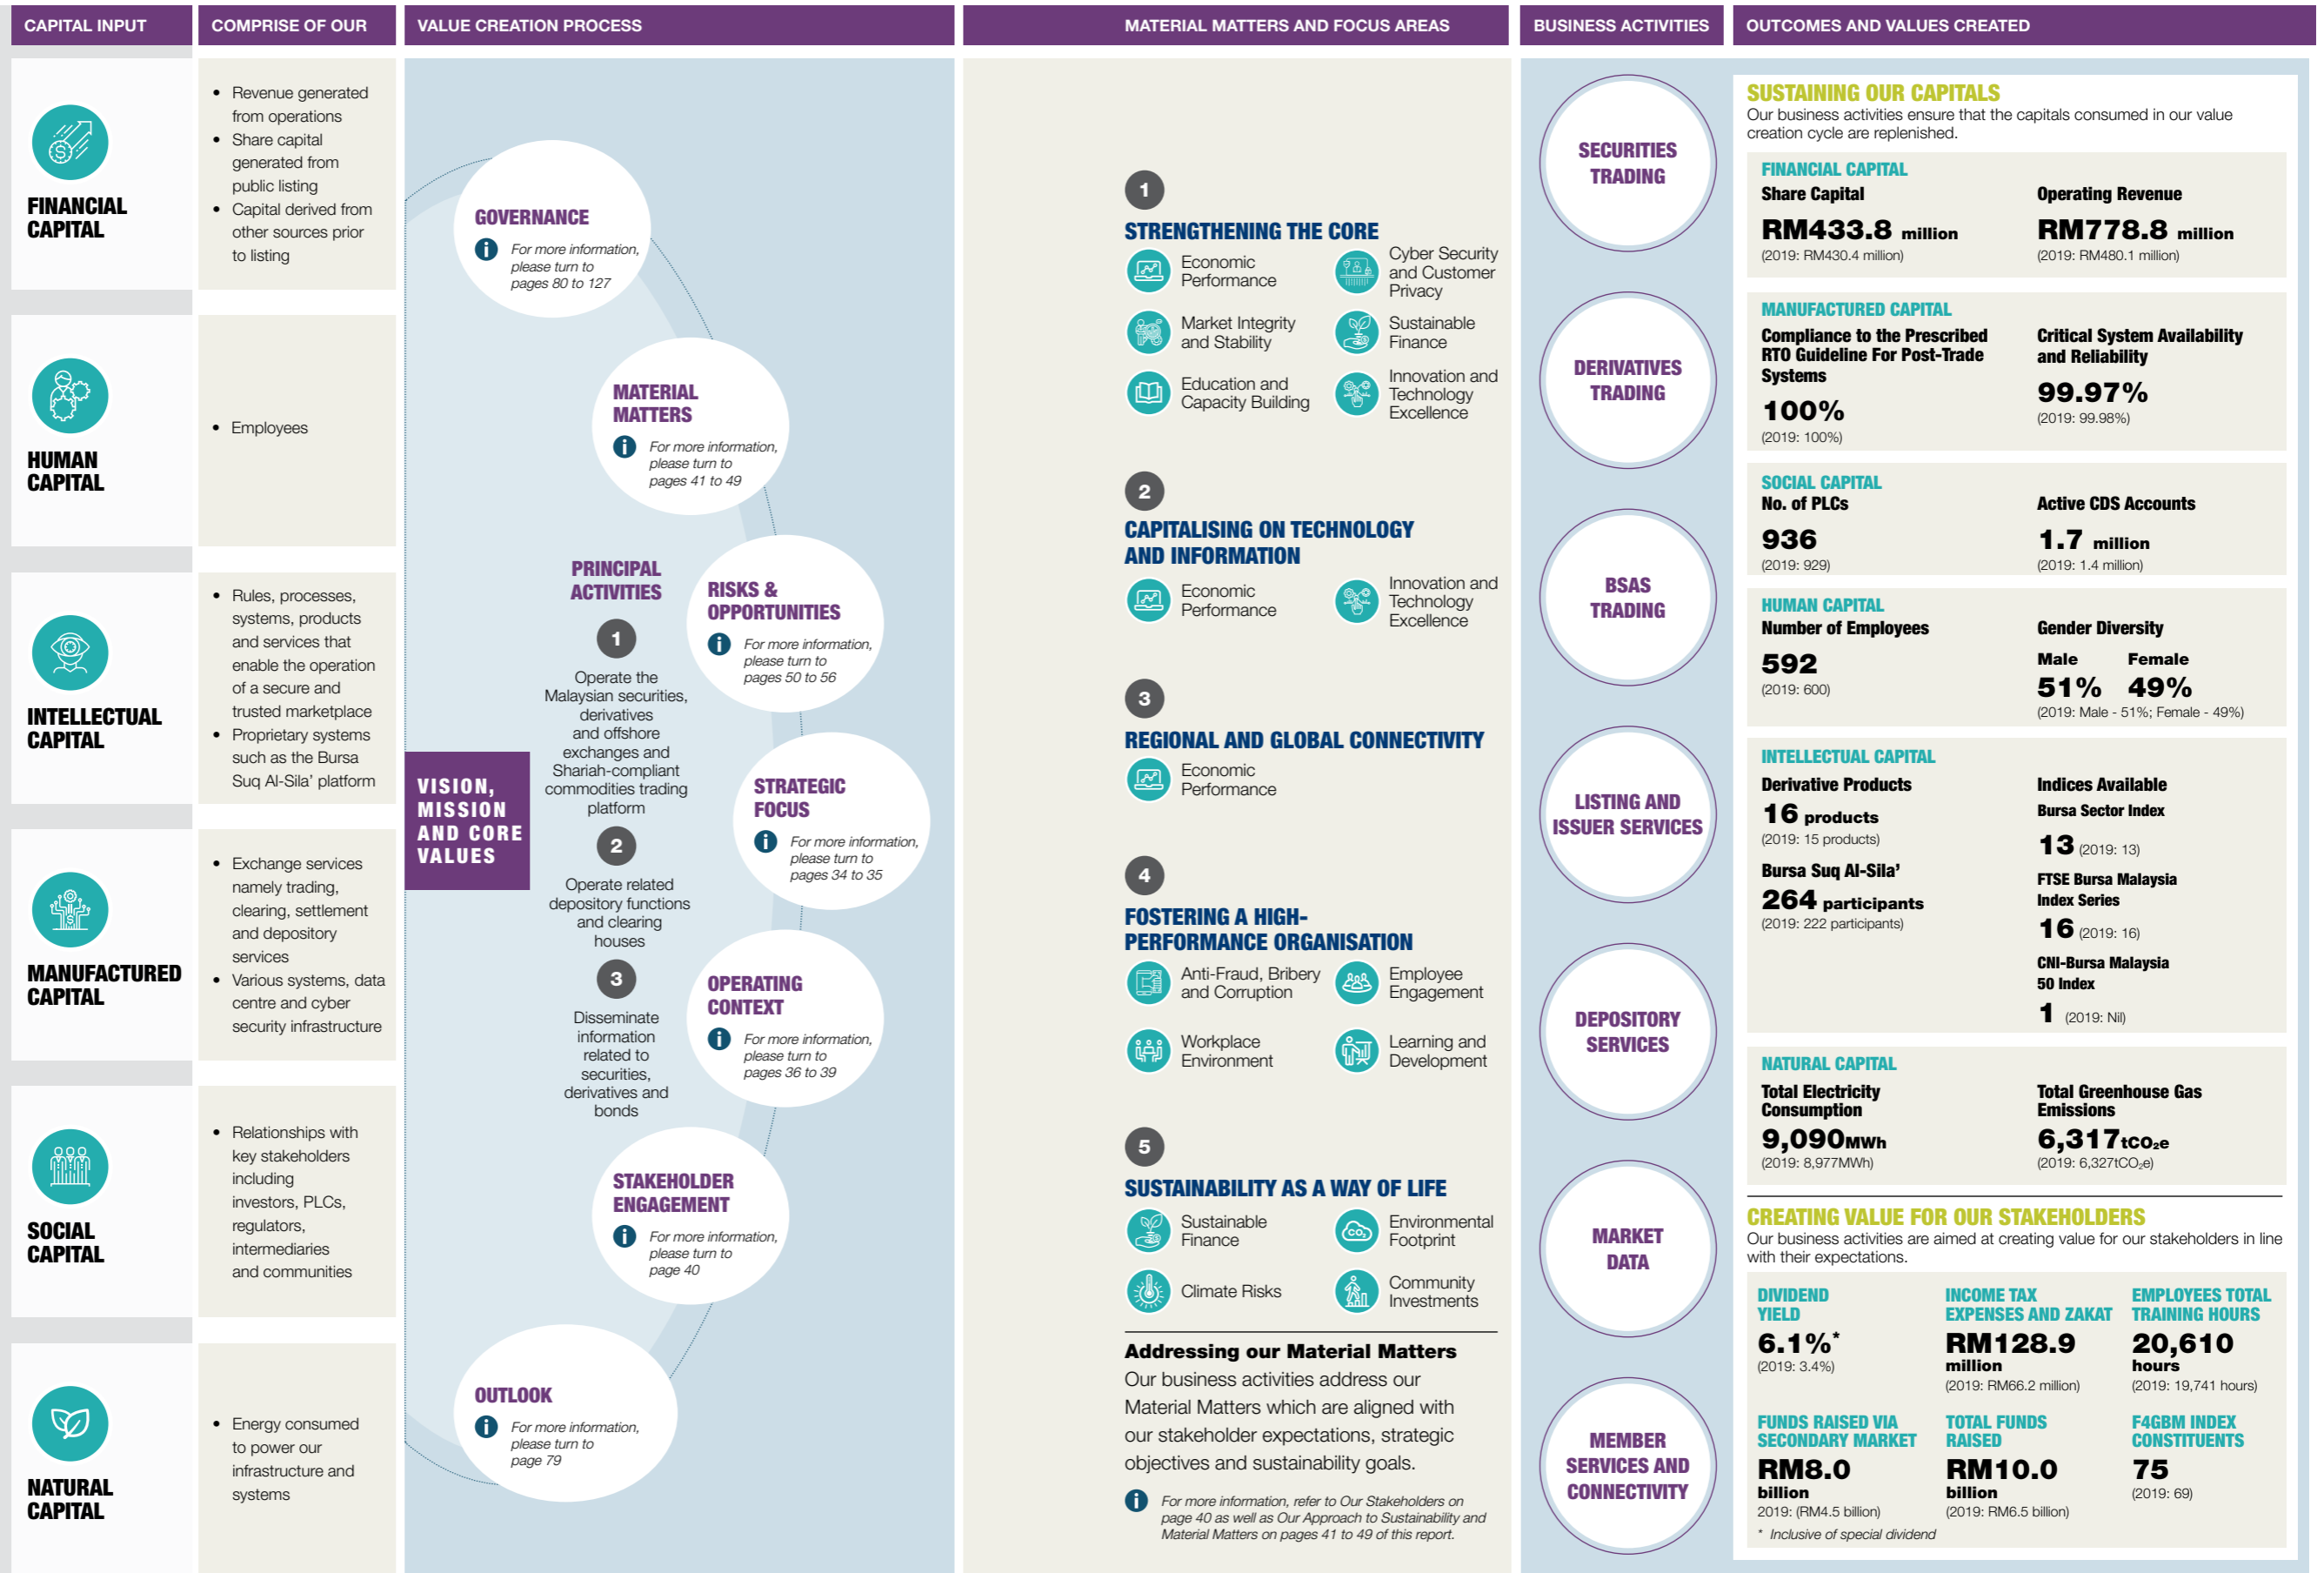 CAPITAL INPUT
COMPRISE OF OUR
VALUE CREATION PROCESS
MATERIAL MATTERS AND FOCUS AREAS
BUSINESS ACTIVITIES
OUTCOMES AND VALUES CREATED
FINANCIAL
CAPITAL
• Revenue generated
from operations
• Share capital
generated from
public listing
• Capital derived from
other sources prior
to listing
HUMAN
CAPITAL
• Employees
INTELLECTUAL
CAPITAL
• Rules, processes,
systems, products
and services that
enable the operation
of a secure and
trusted marketplace
• Proprietary systems
such as the Bursa
Suq Al-Sila’ platform
MANUFACTURED
CAPITAL
• Exchange services
namely trading,
clearing, settlement
and depository
services
• Various systems, data
centre and cyber
security infrastructure
SOCIAL
CAPITAL
• Relationships with
key stakeholders
including
investors, PLCs,
regulators,
intermediaries
and communities
NATURAL
CAPITAL
• Energy consumed
to power our
infrastructure and
systems
VISION,
MISSION
AND CORE
VALUES
PRINCIPAL
ACTIVITIES
1
Operate the
Malaysian securities,
derivatives
and offshore
exchanges and
Shariah-compliant
commodities trading
platform
2
Operate related
depository functions
and clearing
houses
3
Disseminate
information
related to
securities,
derivatives and
bonds
GOVERNANCE
i For more information,
please turn to
pages 80 to 127
MATERIAL
MATTERS
i For more information,
please turn to
pages 41 to 49
RISKS &
OPPORTUNITIES
i For more information,
please turn to
pages 50 to 56
STRATEGIC
FOCUS
i For more information,
please turn to
pages 34 to 35
OPERATING
CONTEXT
i For more information,
please turn to
pages 36 to 39
STAKEHOLDER
ENGAGEMENT
i For more information,
please turn to
page 40
OUTLOOK
i For more information,
please turn to
page 79
1
STRENGTHENING THE CORE
Economic
Performance
Cyber Security
and Customer
Privacy
Market Integrity
and Stability
Sustainable
Finance
Education and
Capacity Building
Innovation and
Technology
Excellence
2
CAPITALISING ON TECHNOLOGY
AND INFORMATION
Economic
Performance
Innovation and
Technology
Excellence
3
REGIONAL AND GLOBAL CONNECTIVITY
Economic
Performance
4
FOSTERING A HIGH-
PERFORMANCE ORGANISATION
Anti-Fraud, Bribery
and Corruption
Employee
Engagement
Workplace
Environment
Learning and
Development
5
SUSTAINABILITY AS A WAY OF LIFE
Sustainable
Finance
CO₂
Environmental
Footprint
Climate Risks
Community
Investments
Addressing our Material Matters
Our business activities address our
Material Matters which are aligned with
our stakeholder expectations, strategic
objectives and sustainability goals.
i For more information, refer to Our Stakeholders on
page 40 as well as Our Approach to Sustainability and
Material Matters on pages 41 to 49 of this report.
SECURITIES
TRADING
DERIVATIVES
TRADING
BSAS
TRADING
LISTING AND
ISSUER SERVICES
DEPOSITORY
SERVICES
MARKET
DATA
MEMBER
SERVICES AND
CONNECTIVITY
SUSTAINING OUR CAPITALS
Our business activities ensure that the capitals consumed in our value
creation cycle are replenished.
FINANCIAL CAPITAL
Share Capital
RM433.8 million
(2019: RM430.4 million)
Operating Revenue
RM778.8 million
(2019: RM480.1 million)
MANUFACTURED CAPITAL
Compliance to the Prescribed
RTO Guideline For Post-Trade
Systems
100%
(2019: 100%)
Critical System Availability
and Reliability
99.97%
(2019: 99.98%)
SOCIAL CAPITAL
No. of PLCs
936
(2019: 929)
Active CDS Accounts
1.7 million
(2019: 1.4 million)
HUMAN CAPITAL
Number of Employees
592
(2019: 600)
Gender Diversity
Male Female
51% 49%
(2019: Male - 51%; Female - 49%)
INTELLECTUAL CAPITAL
Derivative Products
16 products
(2019: 15 products)
Bursa Suq Al-Sila’
264 participants
(2019: 222 participants)
Indices Available
Bursa Sector Index
13 (2019: 13)
FTSE Bursa Malaysia
Index Series
16 (2019: 16)
CNI-Bursa Malaysia
50 Index
1 (2019: Nil)
NATURAL CAPITAL
Total Electricity
Consumption
9,090MWh
(2019: 8,977MWh)
Total Greenhouse Gas
Emissions
6,317tCO₂e
(2019: 6,327tCO₂e)
CREATING VALUE FOR OUR STAKEHOLDERS
Our business activities are aimed at creating value for our stakeholders in line
with their expectations.
DIVIDEND
YIELD
6.1%*
(2019: 3.4%)
INCOME TAX
EXPENSES AND ZAKAT
RM128.9
million
(2019: RM66.2 million)
EMPLOYEES TOTAL
TRAINING HOURS
20,610
hours
(2019: 19,741 hours)
FUNDS RAISED VIA
SECONDARY MARKET
RM8.0
billion
2019: (RM4.5 billion)
TOTAL FUNDS
RAISED
RM10.0
billion
(2019: RM6.5 billion)
F4GBM INDEX
CONSTITUENTS
75
(2019: 69)
* Inclusive of special dividend